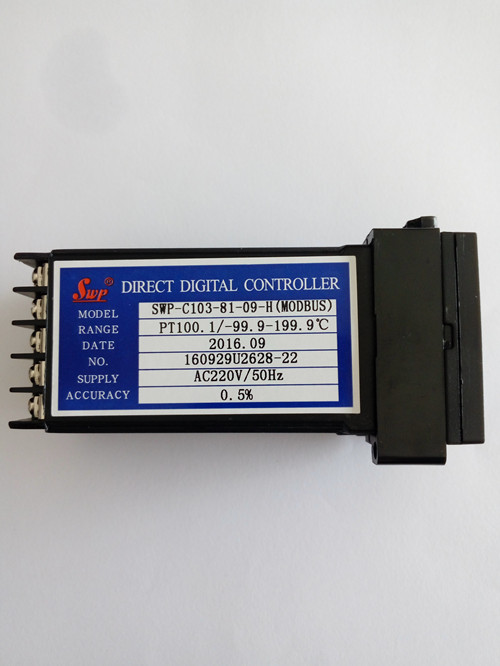 SWP® DIRECT DIGITAL CONTROLLER
MODEL SWP-C103-81-09-H(MODBUS)
RANGE PT100.1/-99.9-199.9℃
DATE 2016.09
NO. 160929U2628-22
SUPPLY AC220V/50Hz
ACCURACY 0.5%